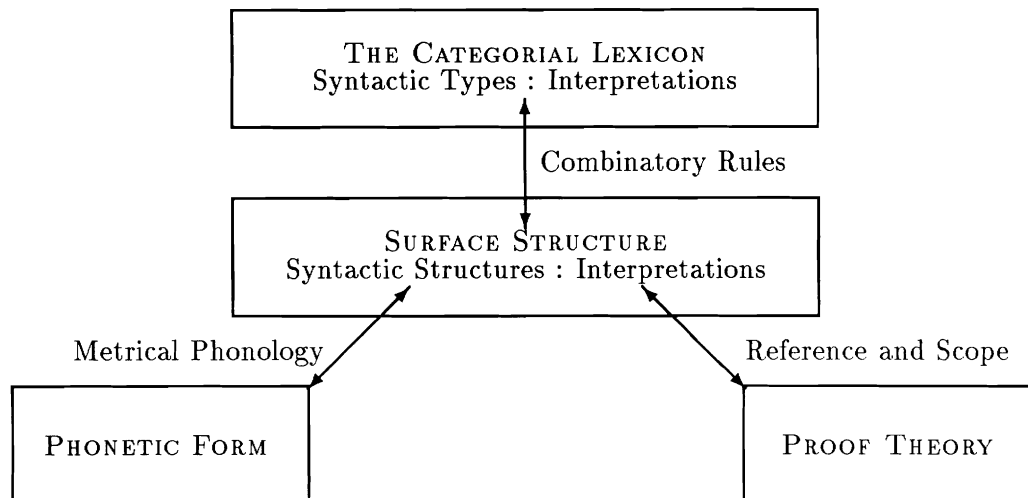 THE CATEGORIAL LEXICON
Syntactic Types : Interpretations
Combinatory Rules
SURFACE STRUCTURE
Syntactic Structures : Interpretations
Metrical Phonology
Reference and Scope
PHONETIC FORM
PROOF THEORY